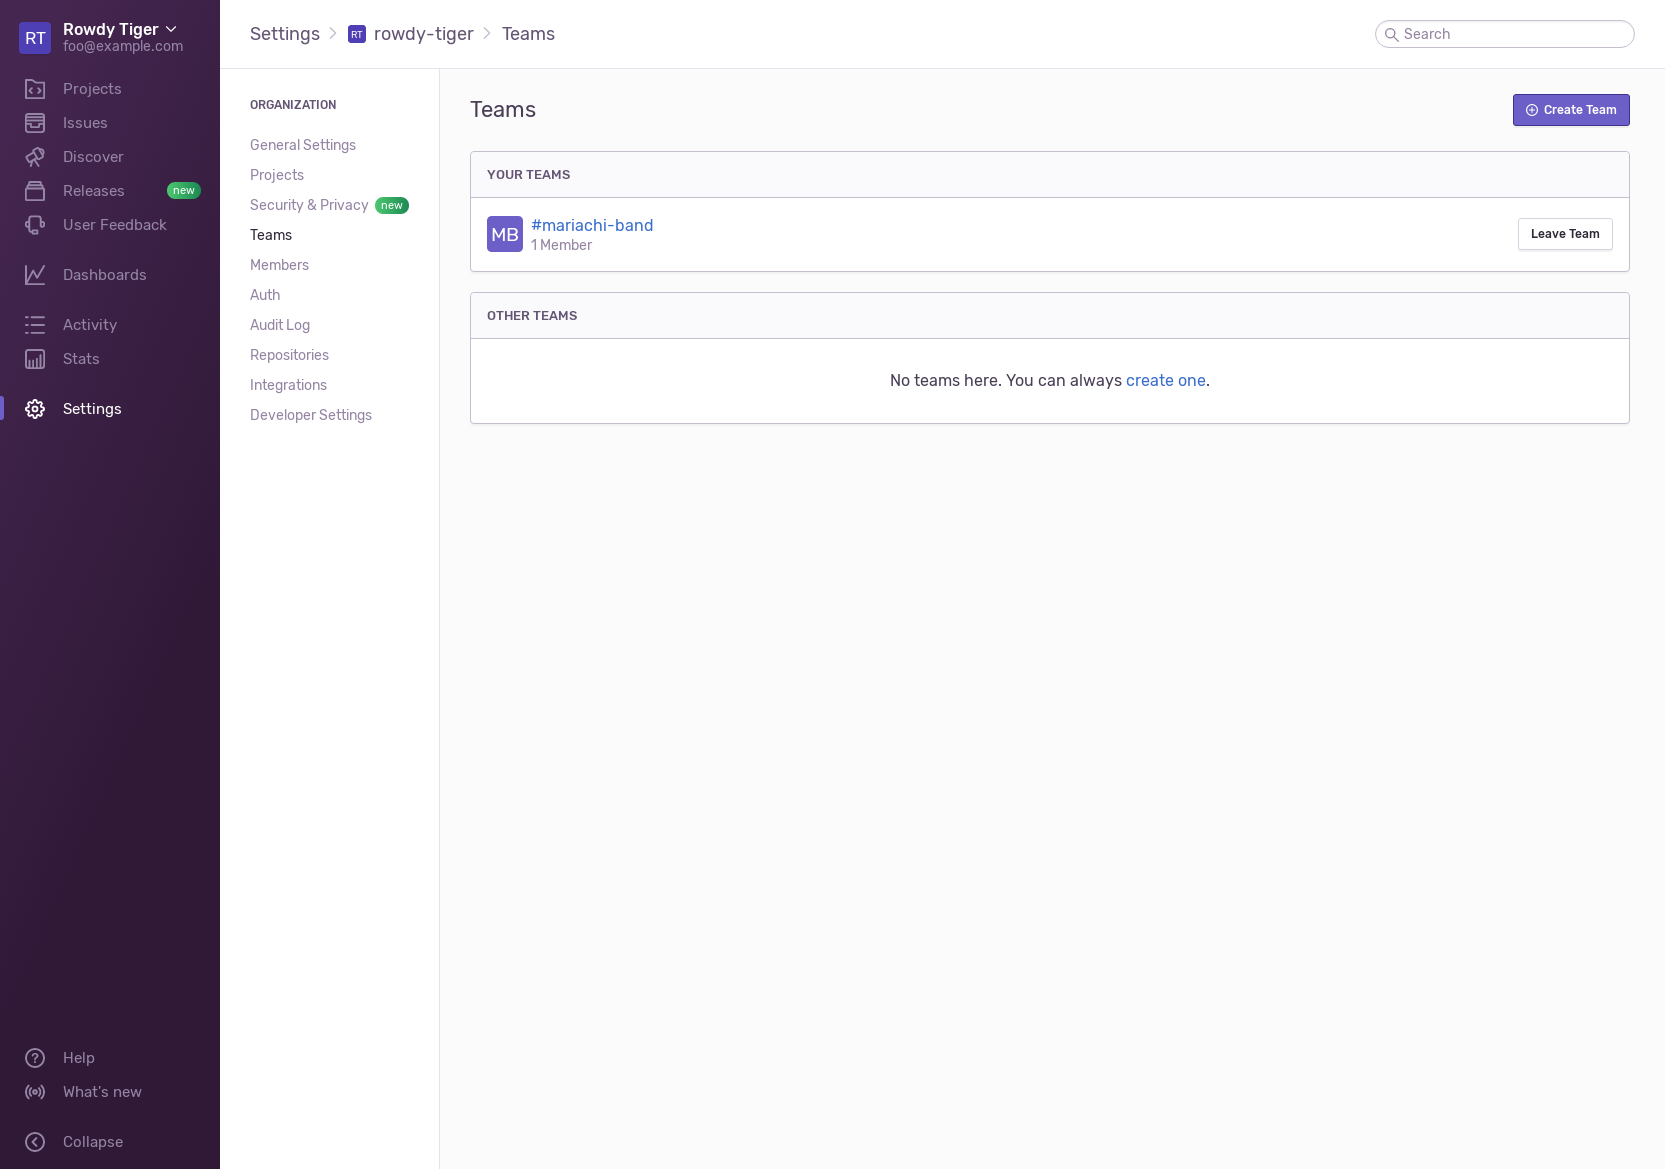 RT
Rowdy Tiger
foo@example.com
Projects
Issues
Discover
Releases new
User Feedback
Dashboards
Activity
Stats
Settings
Help
What's new
Collapse
Settings RT rowdy-tiger Teams
Search
ORGANIZATION
General Settings
Projects
Security & Privacy new
Teams
Members
Auth
Audit Log
Repositories
Integrations
Developer Settings
Teams
Create Team
YOUR TEAMS
MB
#mariachi-band
1 Member
Leave Team
OTHER TEAMS
No teams here. You can always create one.